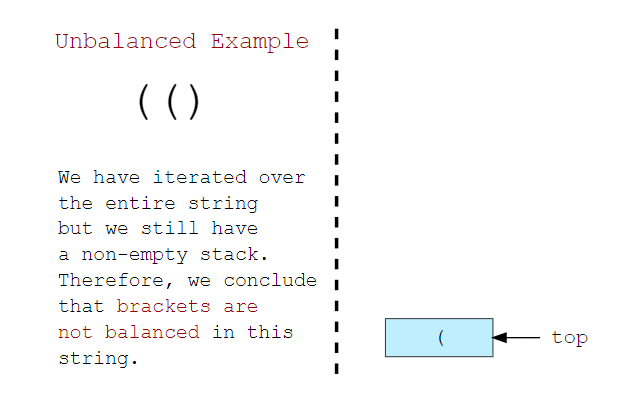 Unbalanced Example
(()
We have iterated over
the entire string
but we still have
a non-empty stack.
Therefore, we conclude
that brackets are
not balanced in this
string.
( top